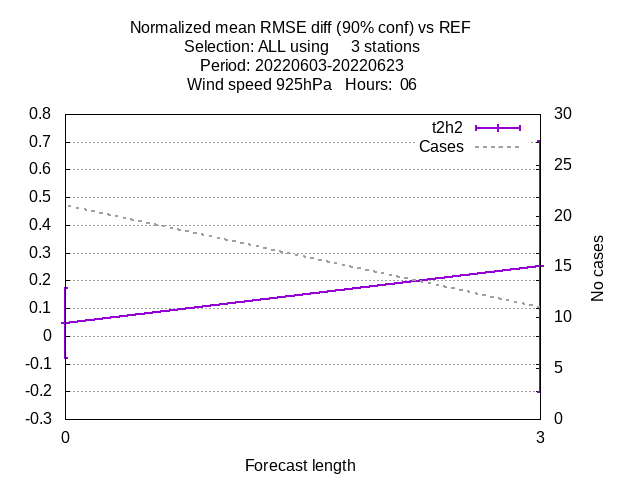 Normalized mean RMSE diff (90% conf) vs REF
Selection: ALL using     3 stations
Period: 20220603-20220623
Wind speed 925hPa   Hours:  06
t2h2
Cases
0.8
0.7
0.6
0.5
0.4
0.3
0.2
0.1
0
-0.1
-0.2
-0.3
30
25
20
15
10
5
0
No cases
0
3
Forecast length